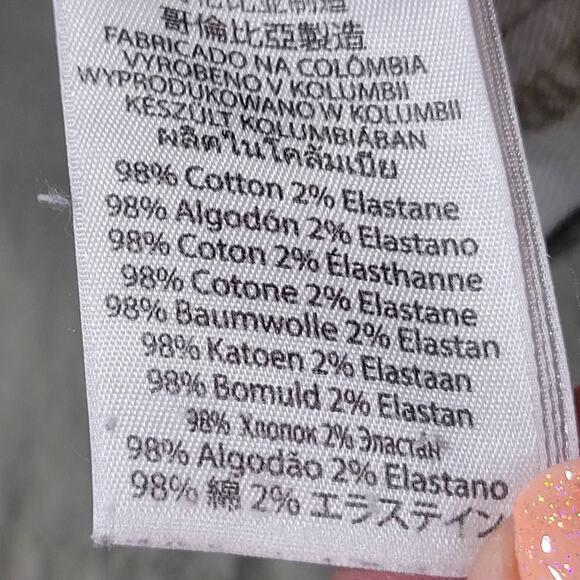 哥倫比亞製造
FABRICADO NA COLÔMBIA
VYROBENO V KOLUMBII
WYPRODUKOWANO W KOLUMBII
KÉSZÜLT KOLUMBIÁBAN
ผลิตในโคลัมเบีย
98% Cotton 2% Elastane
98% Algodón 2% Elastano
98% Coton 2% Élasthanne
98% Cotone 2% Elastane
98% Baumwolle 2% Elastan
98% Katoen 2% Elastaan
98% Bomuld 2% Elastan
98% Хлопок 2% Эластан
98% Algodão 2% Elastano
98% 綿 2% エラステイン